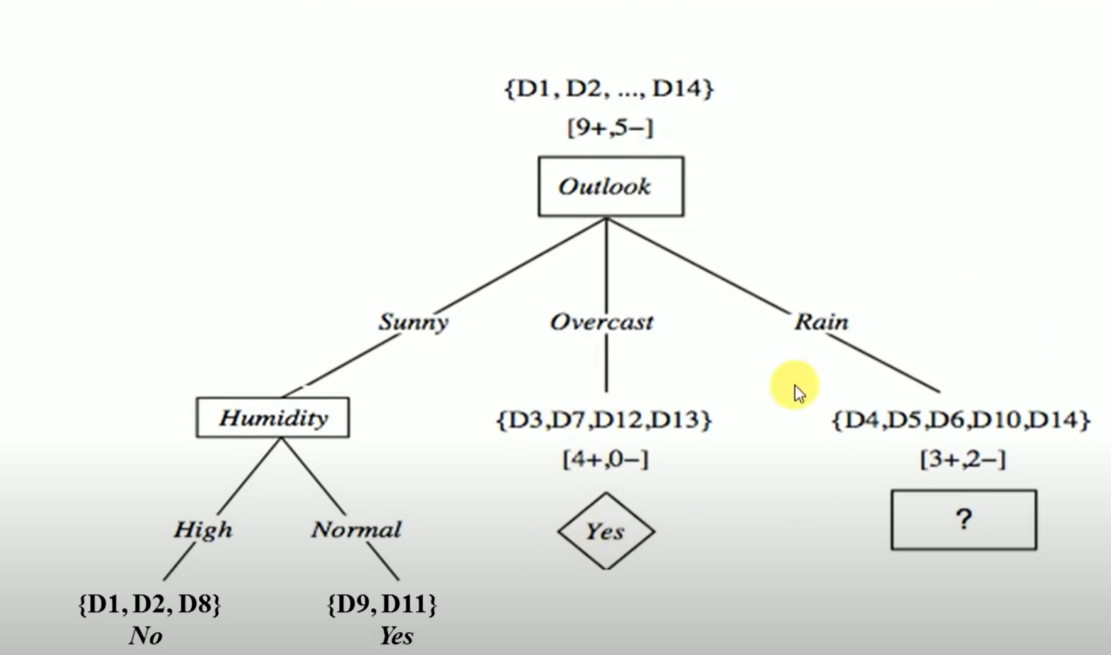 {D1, D2, ..., D14}
[9+,5−]
Outlook
Sunny
Overcast
Rain
Humidity
{D3,D7,D12,D13}
{D4,D5,D6,D10,D14}
[4+,0−]
[3+,2−]
High
Normal
Yes
?
{D1, D2, D8}
{D9, D11}
No
Yes